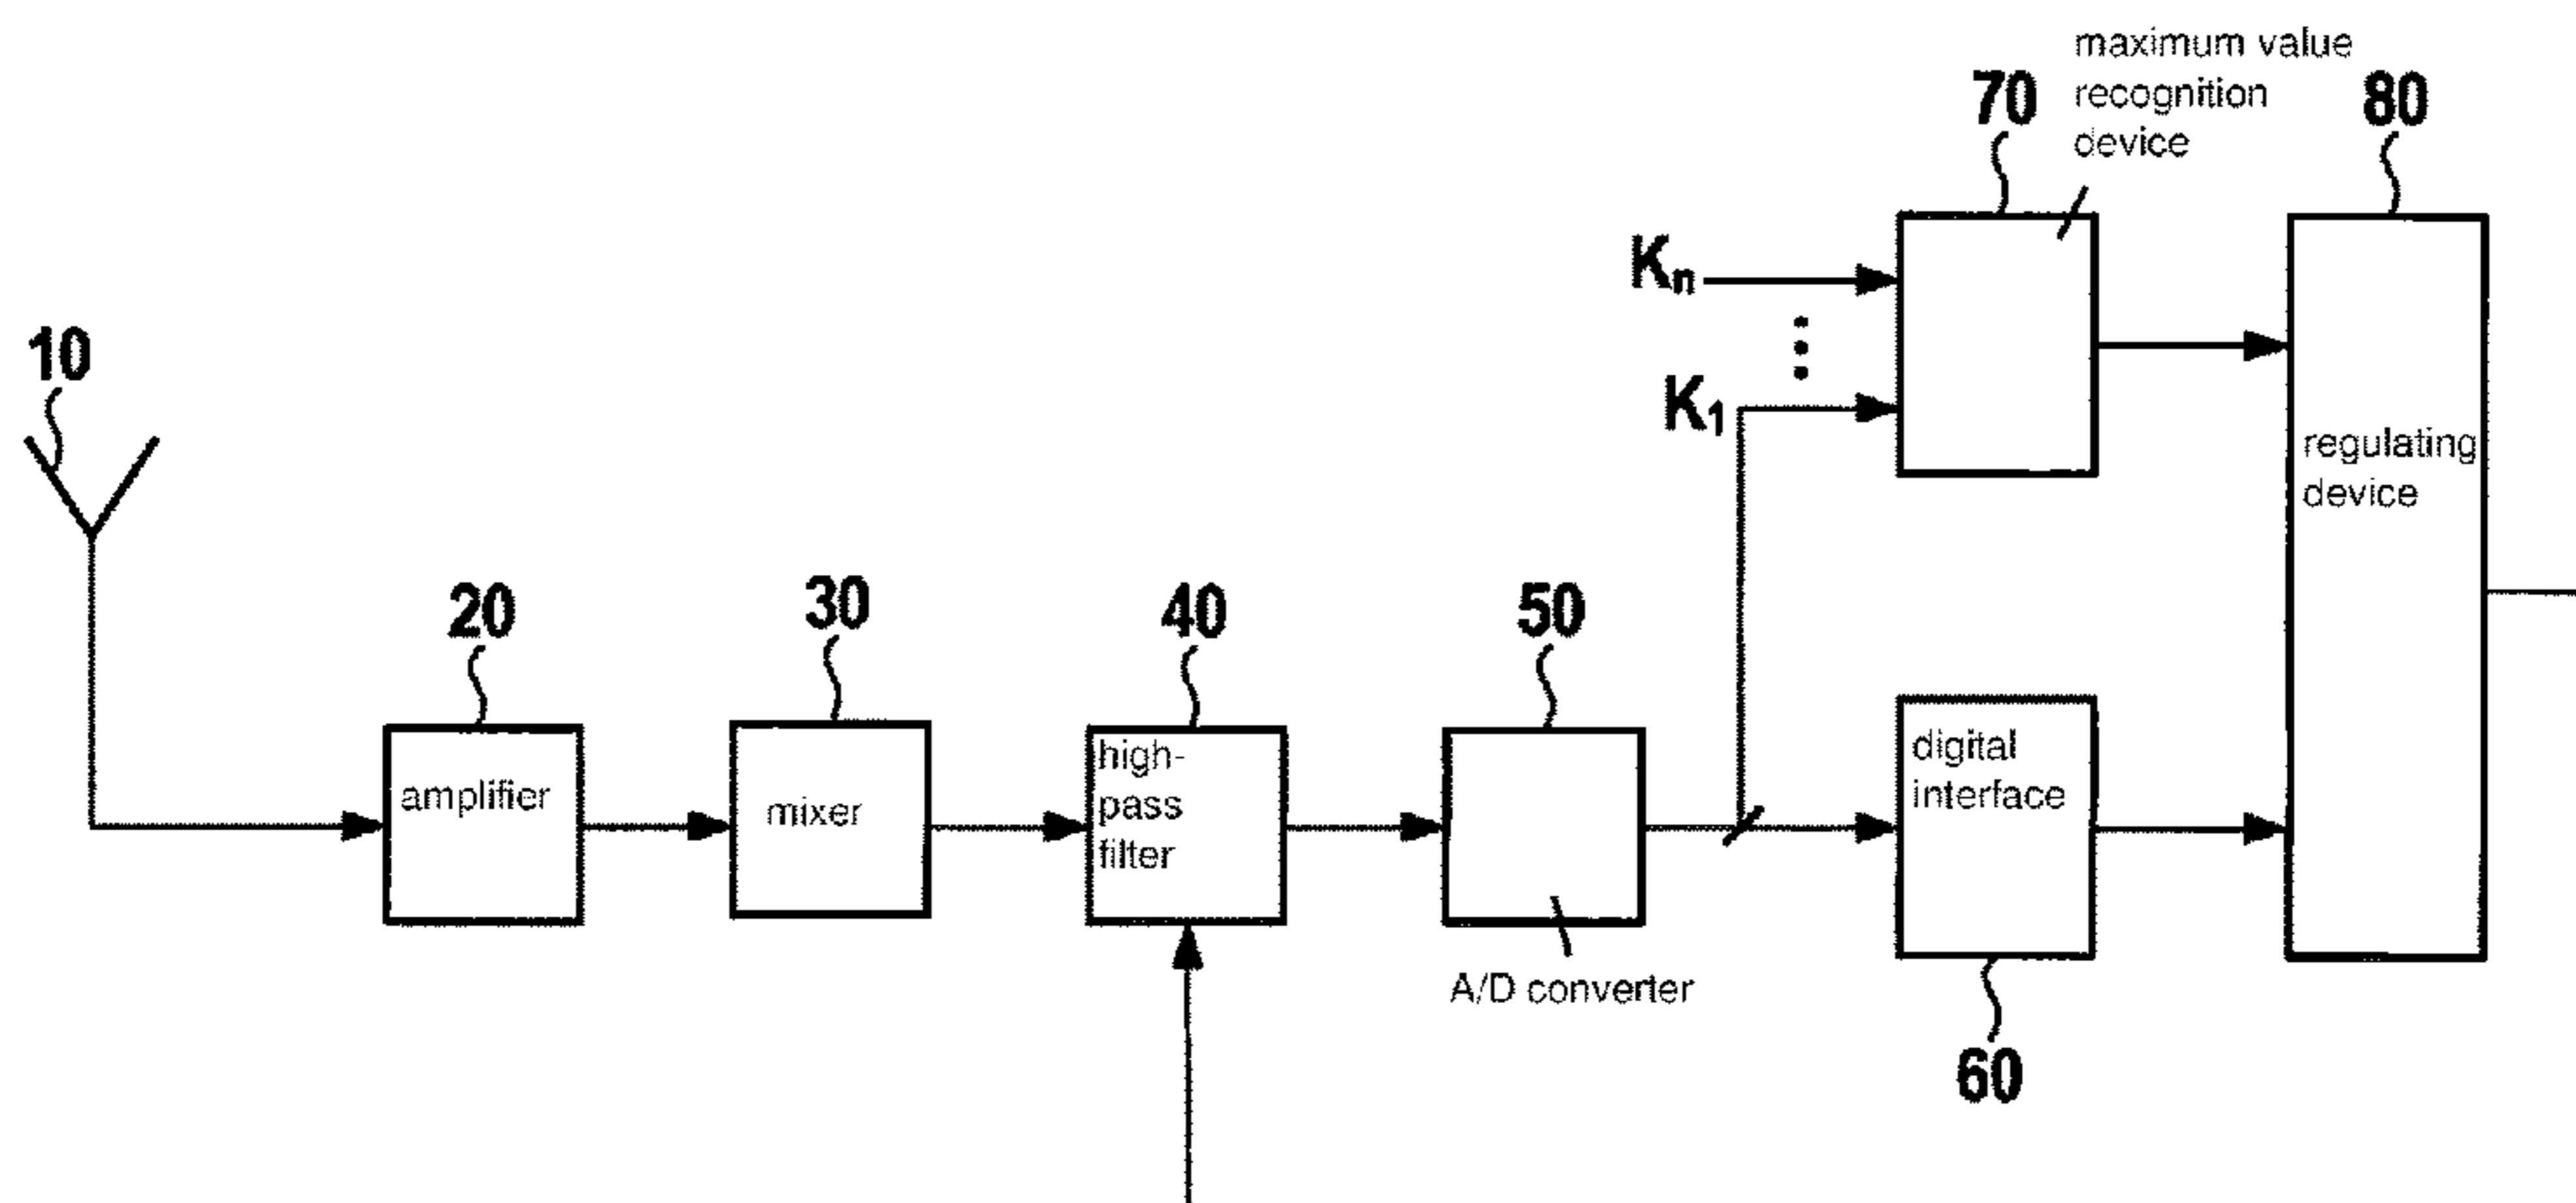 maximum value
recognition
device
70
80
Kn
K1
10
regulating
device
20
30
40
50
amplifier
mixer
high-
pass
filter
digital
interface
A/D converter
60